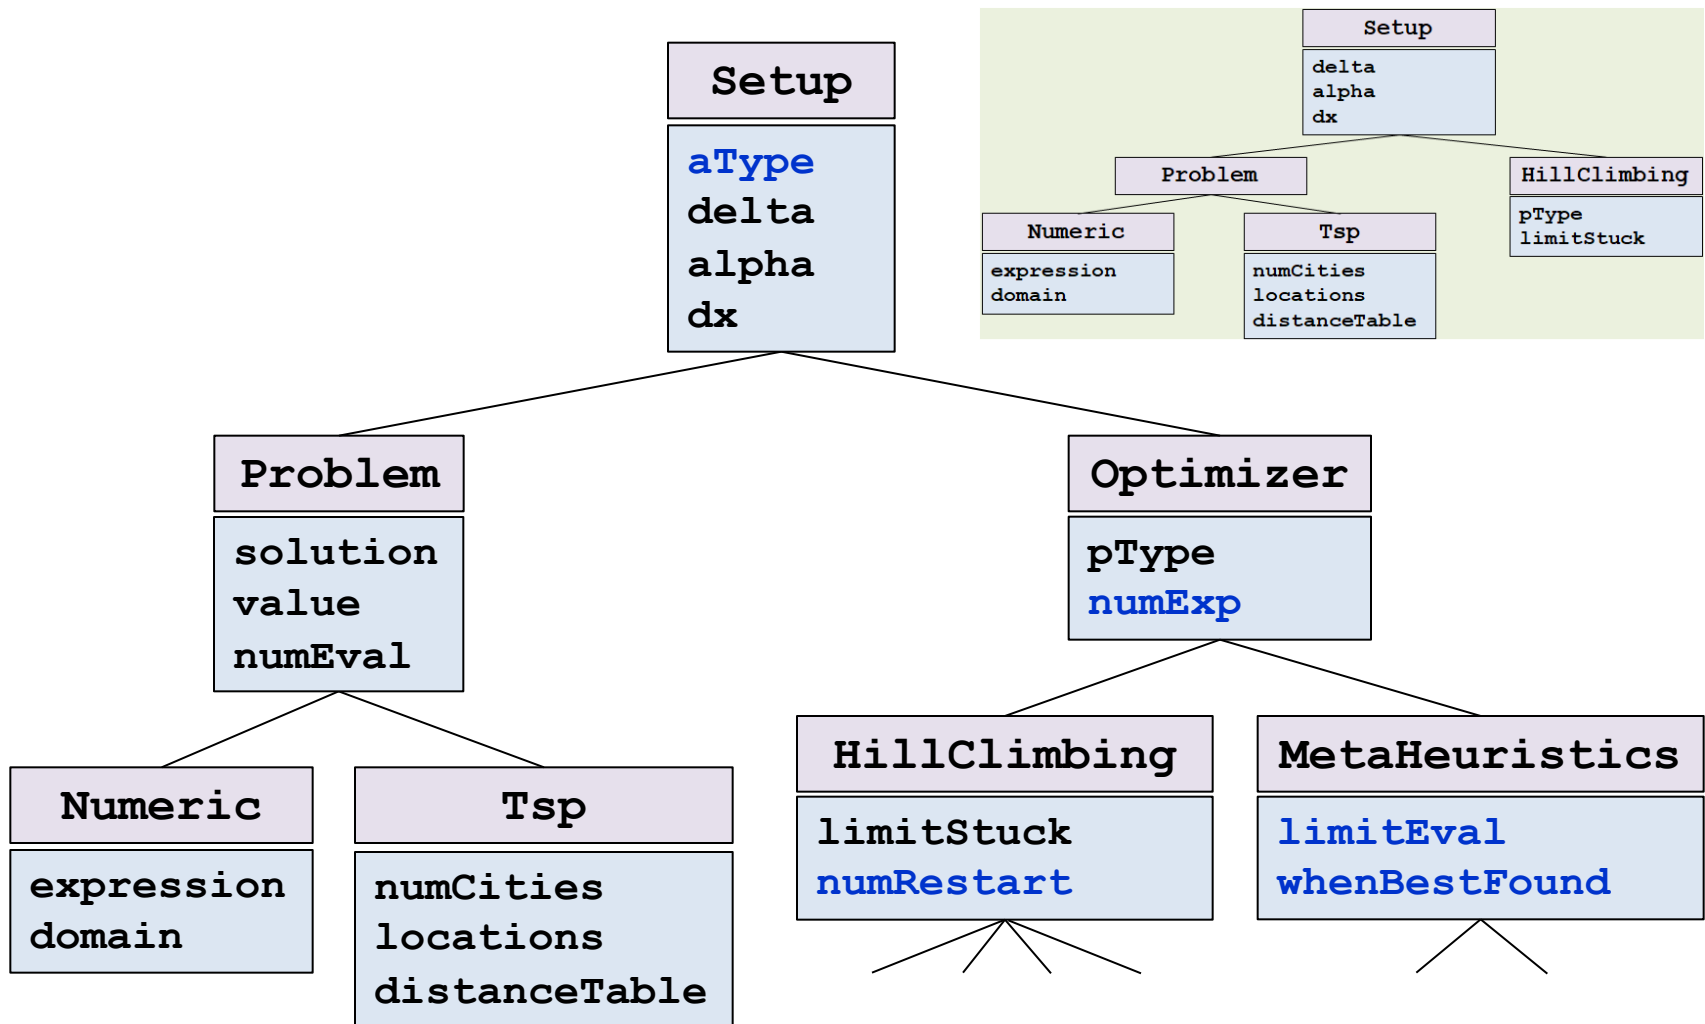 Setup
aType
delta
alpha
dx
Problem
solution
value
numEval
Optimizer
pType
numExp
Numeric
expression
domain
Tsp
numCities
locations
distanceTable
HillClimbing
limitStuck
numRestart
MetaHeuristics
limitEval
whenBestFound
Setup
delta
alpha
dx
Problem
HillClimbing
pType
limitStuck
Numeric
expression
domain
Tsp
numCities
locations
distanceTable